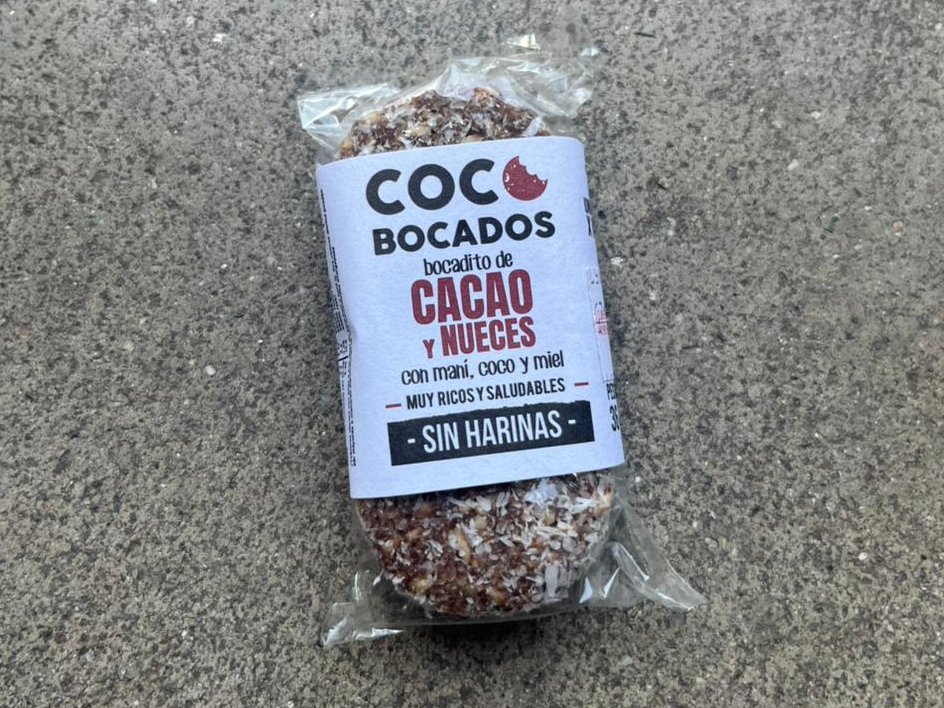 COCO
BOCADOS
bocadito de
CACAO
Y NUECES
con maní, coco y miel
MUY RICOS Y SALUDABLES
- SIN HARINAS -